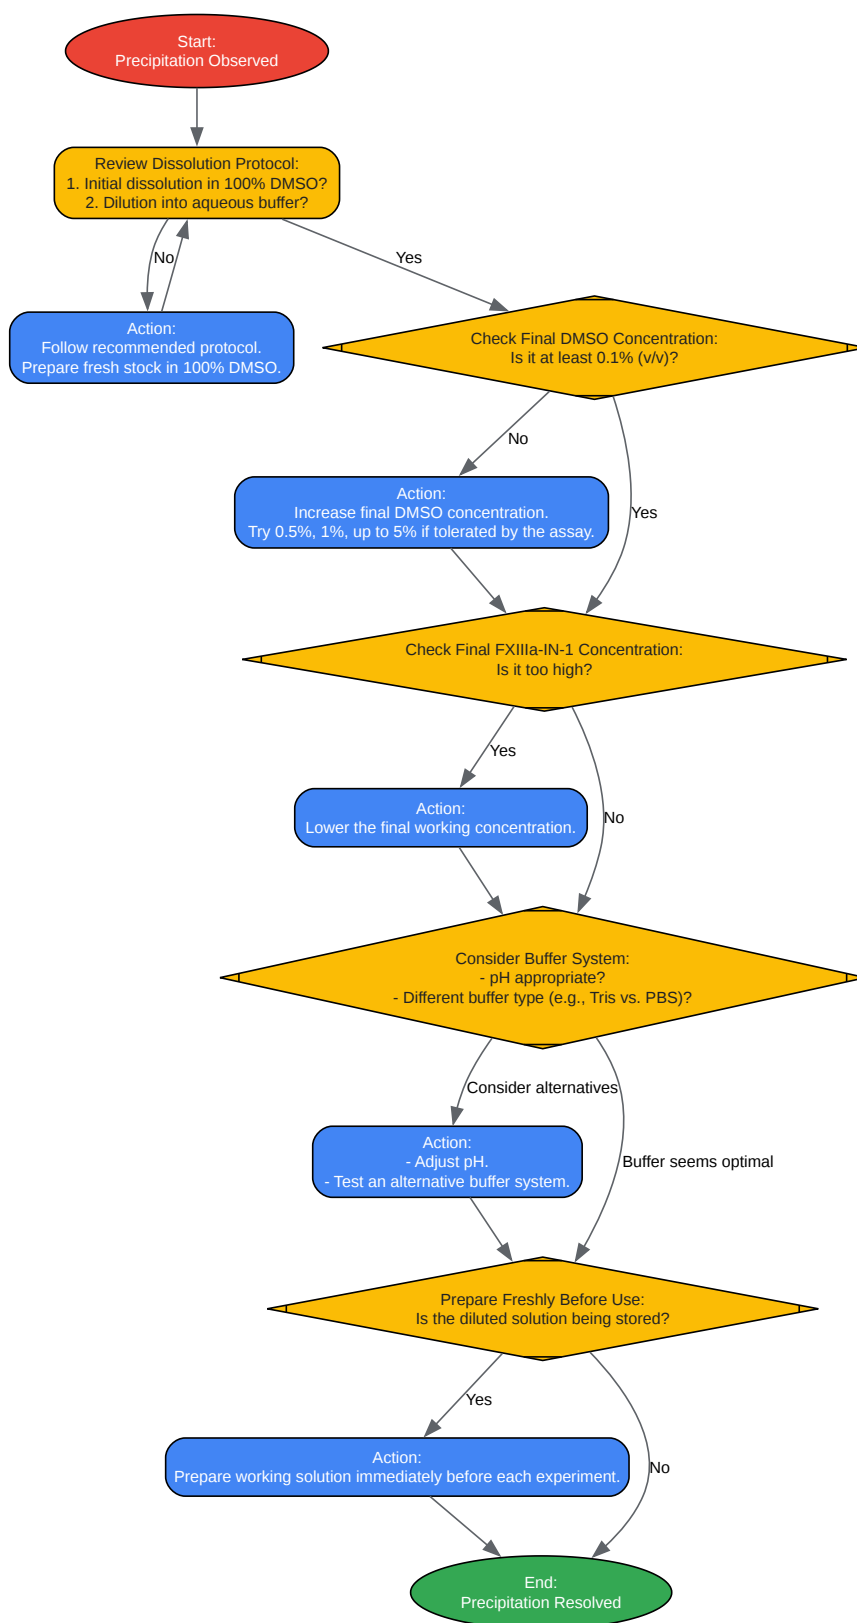 Start:
Precipitation Observed
Review Dissolution Protocol:
1. Initial dissolution in 100% DMSO?
2. Dilution into aqueous buffer?
No
Yes
Action:
Follow recommended protocol.
Prepare fresh stock in 100% DMSO.
Check Final DMSO Concentration:
Is it at least 0.1% (v/v)?
No
Yes
Action:
Increase final DMSO concentration.
Try 0.5%, 1%, up to 5% if tolerated by the assay.
Check Final FXIIIa-IN-1 Concentration:
Is it too high?
Yes
No
Action:
Lower the final working concentration.
Consider Buffer System:
- pH appropriate?
- Different buffer type (e.g., Tris vs. PBS)?
Consider alternatives
Buffer seems optimal
Action:
- Adjust pH.
- Test an alternative buffer system.
Prepare Freshly Before Use:
Is the diluted solution being stored?
Yes
No
Action:
Prepare working solution immediately before each experiment.
End:
Precipitation Resolved